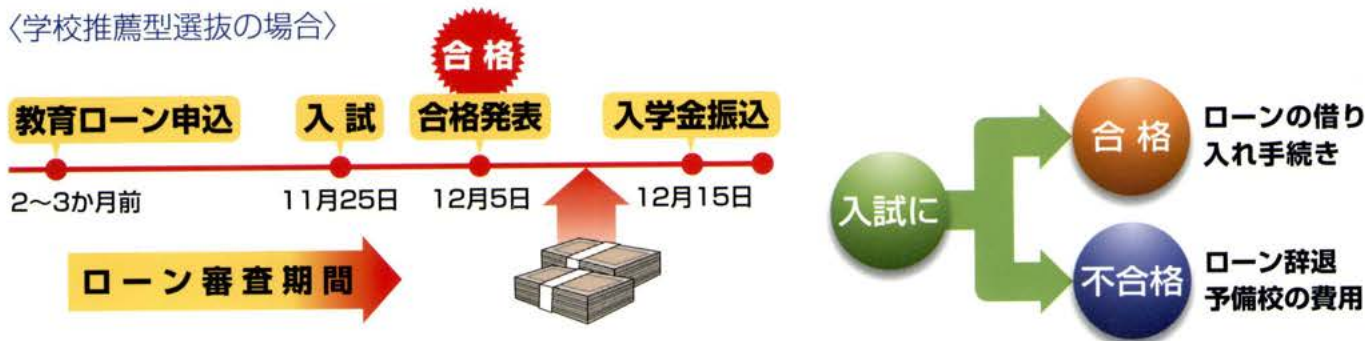 〈学校推薦型選抜の場合〉
合格
教育ローン申込
入試
合格発表
入学金振込
2〜3か月前
11月25日
12月5日
12月15日
ローン審査期間
入試に
合格
ローンの借り
入れ手続き
不合格
ローン辞退
予備校の費用